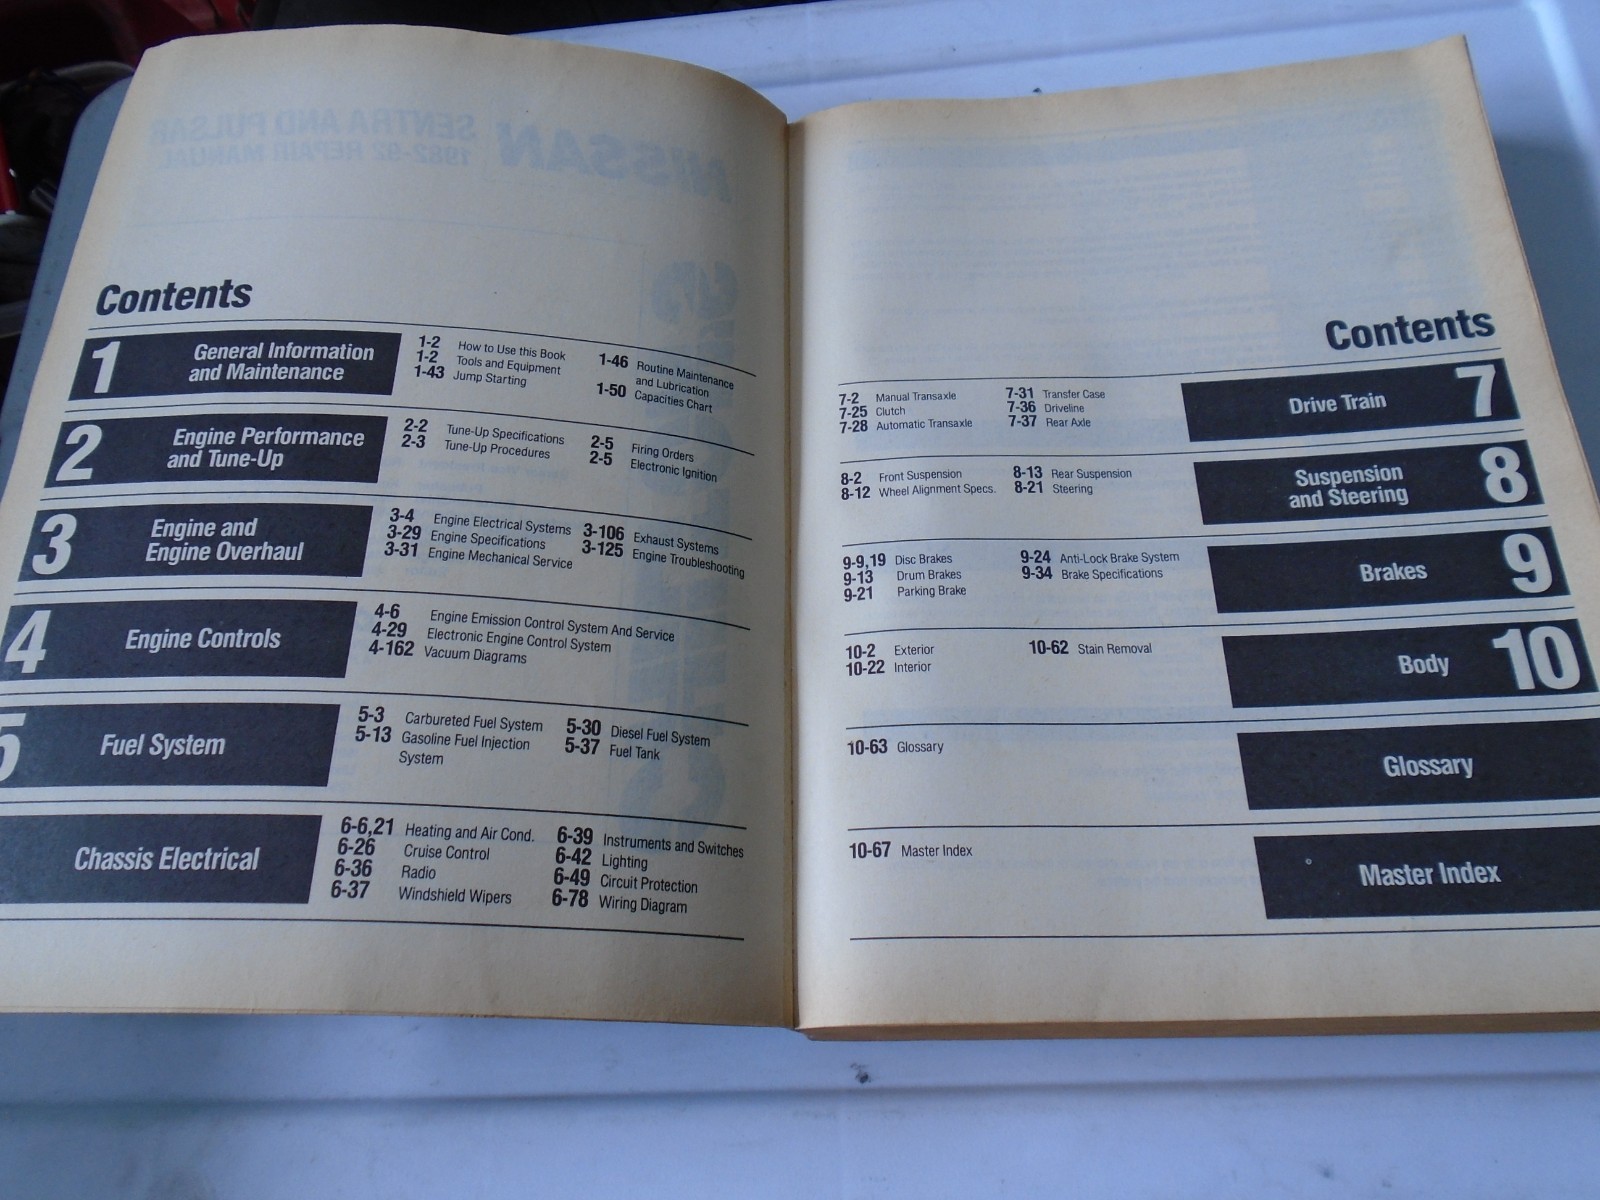 NISSAN
SENTRA AND PULSAR
1982-92 REPAIR MANUAL
Contents
1
General Information
and Maintenance
1-2 How to Use this Book
1-2 Tools and Equipment
1-43 Jump Starting
1-46 Routine Maintenance
and Lubrication
1-50 Capacities Chart
2
Engine Performance
and Tune-Up
2-2 Tune-Up Specifications
2-3 Tune-Up Procedures
2-5 Firing Orders
2-5 Electronic Ignition
3
Engine and
Engine Overhaul
3-4 Engine Electrical Systems
3-29 Engine Specifications
3-31 Engine Mechanical Service
3-106 Exhaust Systems
3-125 Engine Troubleshooting
4
Engine Controls
4-6 Engine Emission Control System And Service
4-29 Electronic Engine Control System
4-162 Vacuum Diagrams
5
Fuel System
5-3 Carbureted Fuel System
5-13 Gasoline Fuel Injection
System
5-30 Diesel Fuel System
5-37 Fuel Tank
Chassis Electrical
6-6,21 Heating and Air Cond.
6-26 Cruise Control
6-36 Radio
6-37 Windshield Wipers
6-39 Instruments and Switches
6-42 Lighting
6-49 Circuit Protection
6-78 Wiring Diagram
Contents
7-2 Manual Transaxle
7-25 Clutch
7-28 Automatic Transaxle
7-31 Transfer Case
7-36 Driveline
7-37 Rear Axle
Drive Train
7
8-2 Front Suspension
8-12 Wheel Alignment Specs.
8-13 Rear Suspension
8-21 Steering
Suspension
and Steering
8
9-9,19 Disc Brakes
9-13 Drum Brakes
9-21 Parking Brake
9-24 Anti-Lock Brake System
9-34 Brake Specifications
Brakes
9
10-2 Exterior
10-22 Interior
10-62 Stain Removal
Body
10
10-63 Glossary
Glossary
10-67 Master Index
Master Index